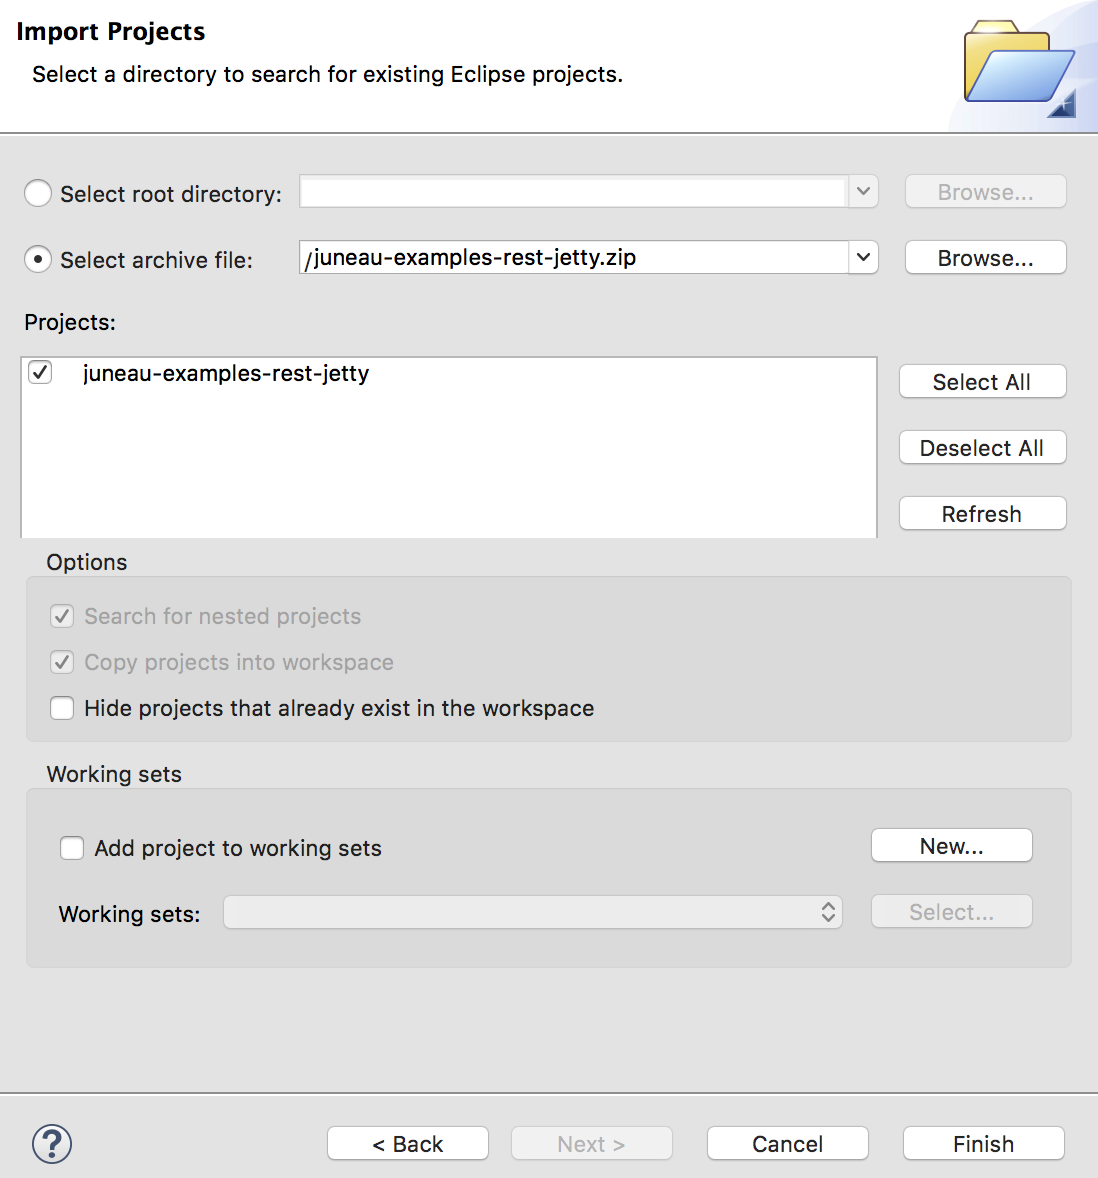 Import Projects
Select a directory to search for existing Eclipse projects.
Select root directory:
Browse...
Select archive file:
/juneau-examples-rest-jetty.zip
Browse...
Projects:
juneau-examples-rest-jetty
Select All
Deselect All
Refresh
Options
Search for nested projects
Copy projects into workspace
Hide projects that already exist in the workspace
Working sets
Add project to working sets
New...
Working sets:
Select...
?
< Back
Next >
Cancel
Finish